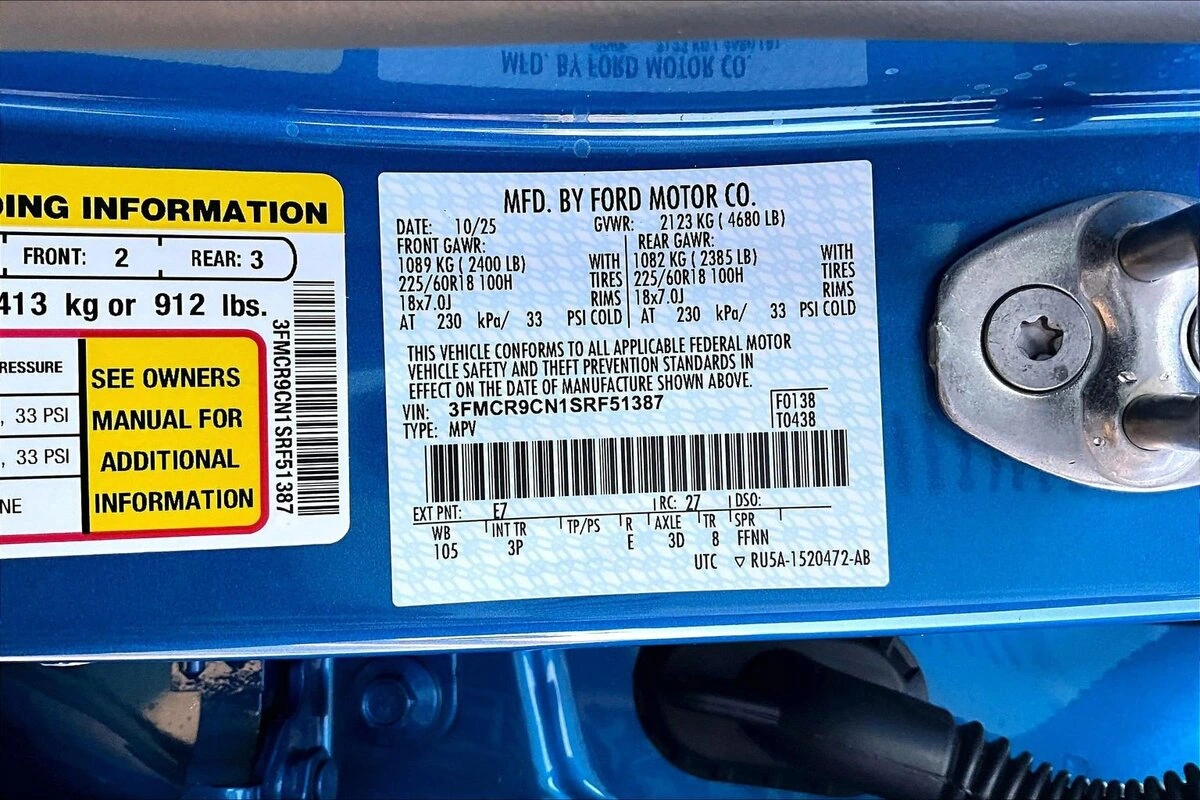 MFD. BY FORD MOTOR CO.
DING INFORMATION
FRONT: 2 REAR: 3
413 kg or 912 lbs.
RESSURE
, 33 PSI
, 33 PSI
NE
SEE OWNERS
MANUAL FOR
ADDITIONAL
INFORMATION
3FMCR9CN1SRF51387
MFD. BY FORD MOTOR CO.
DATE: 10/25 GVWR: 2123 KG ( 4680 LB)
FRONT GAWR: REAR GAWR:
1089 KG ( 2400 LB) WITH 1082 KG ( 2385 LB) WITH
225/60R18 100H TIRES 225/60R18 100H TIRES
18x7.0J RIMS 18x7.0J RIMS
AT 230 kPa/ 33 PSI COLD AT 230 kPa/ 33 PSI COLD
THIS VEHICLE CONFORMS TO ALL APPLICABLE FEDERAL MOTOR
VEHICLE SAFETY AND THEFT PREVENTION STANDARDS IN
EFFECT ON THE DATE OF MANUFACTURE SHOWN ABOVE.
VIN: 3FMCR9CN1SRF51387 F0138
TYPE: MPV T0438
EXT PNT: E7 RC: 27 DSO:
WB INT TR TP/PS R AXLE TR SPR
105 3P E 3D 8 FFNN
UTC ▽ RU5A-1520472-AB